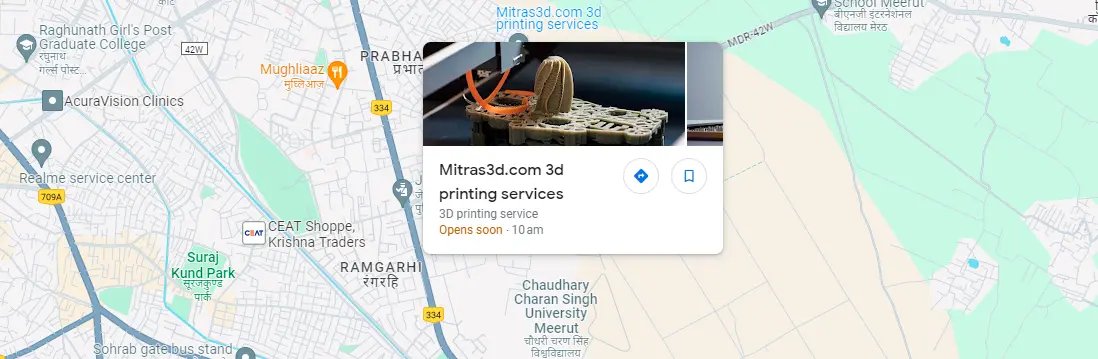 Mitras3d.com 3d
printing services
School Meerut
बीएनजी इंटरनेशनल
विद्यालय मेरठ
MDR-42W
Raghunath Girl's Post
Graduate College
रघुनाथ
गर्ल्स पोस्ट...
42W
PRABHA
प्रभात
Mughliaaz
मुघ्लिआज
AcuraVision Clinics
334
Realme service center
709A
CEAT
CEAT Shoppe,
Krishna Traders
Suraj
Kund Park
सूरजकुण्ड
पार्क
RAMGARHI
रंगरहि
Mitras3d.com 3d
printing services
3D printing service
Opens soon · 10 am
334
Chaudhary
Charan Singh
University
Meerut
चौधरी चरण सिंह
विश्वविद्यालय
Sohrab gate bus stand